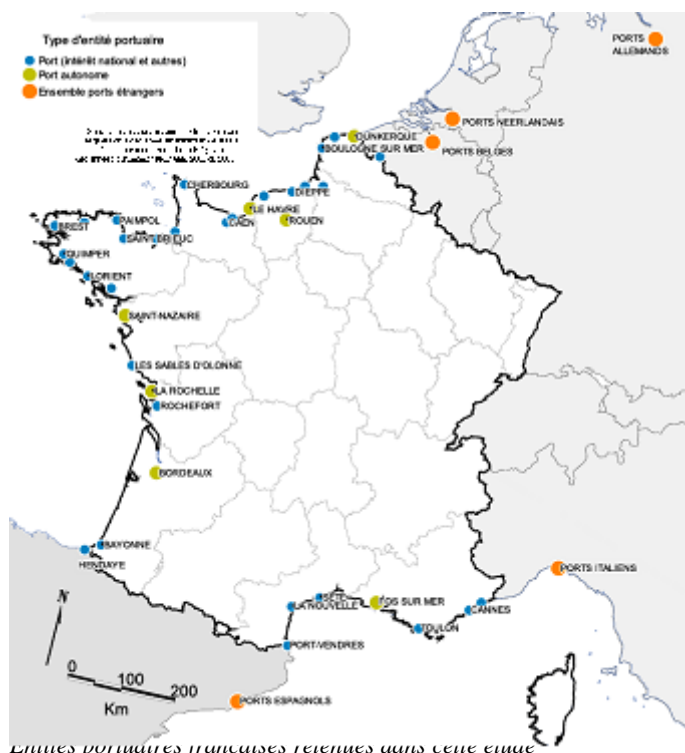 Type d'entité portuaire
Port (intérêt national et autres)
Port autonome
Ensemble ports étrangers
PORTS
ALLEMANDS
PORTS NEERLANDAIS
DUNKERQUE
BOULOGNE SUR MER
PORTS BELGES
CHERBOURG
DIEPPE
LE HAVRE
CAEN
ROUEN
PAIMPOL
BREST
SAINT-BRIEUC
QUIMPER
LORIENT
SAINT-NAZAIRE
LES SABLES D'OLONNE
LA ROCHELLE
ROCHEFORT
BORDEAUX
BAYONNE
HENDAYE
PORTS ITALIENS
SETE
LA NOUVELLE
FOS SUR MER
CANNES
TOULON
PORT-VENDRES
N
0 100 200
Km
PORTS ESPAGNOLS
Entités portuaires françaises retenues dans cette étude